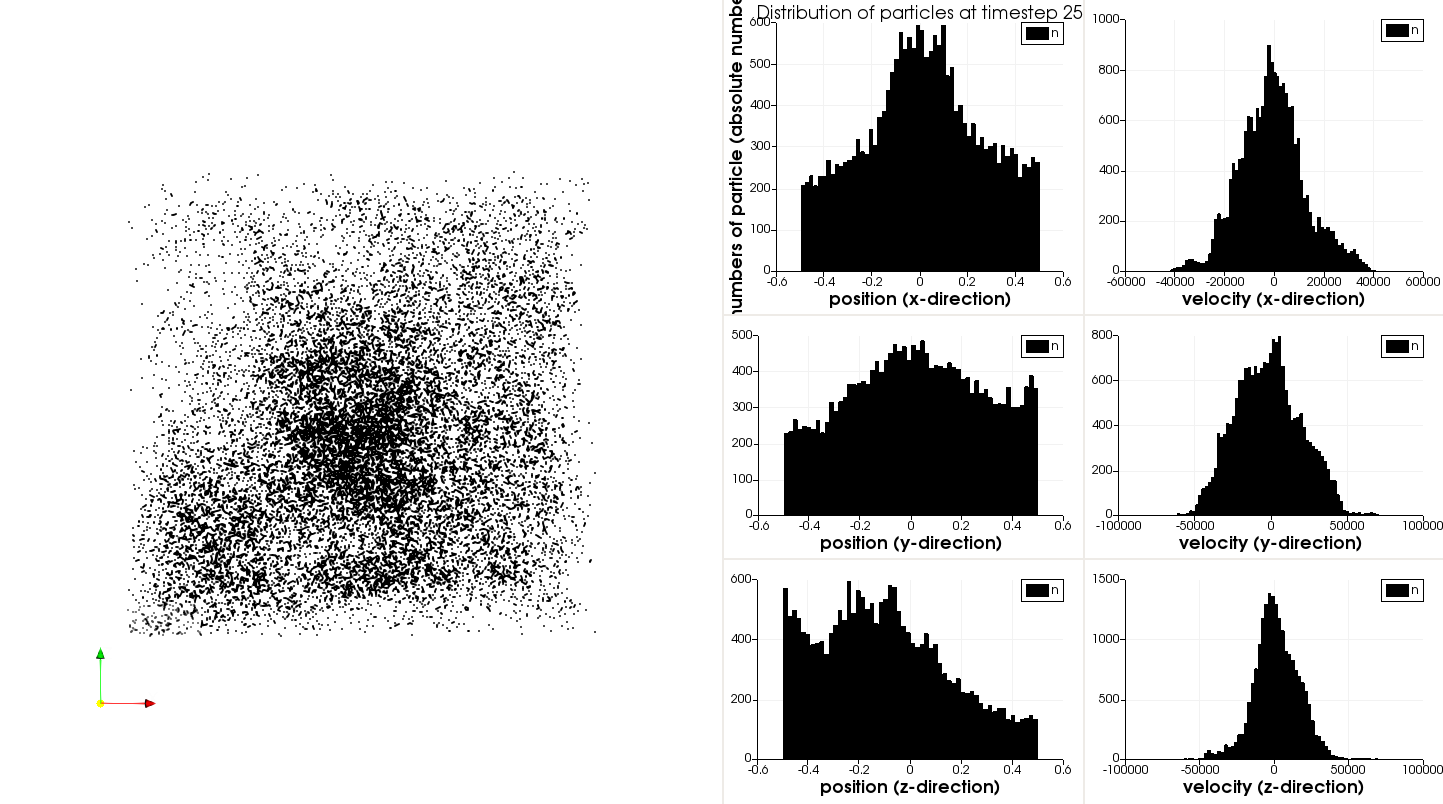 Distribution of particles at timestep 25
numbers of particle (absolute numbe
600
500
400
300
200
100
0
-0.6 -0.4 -0.2 0 0.2 0.4 0.6
position (x-direction)
n
1000
800
600
400
200
0
-60000 -40000 -20000 0 20000 40000 60000
velocity (x-direction)
n
500
400
300
200
100
0
-0.6 -0.4 -0.2 0 0.2 0.4 0.6
position (y-direction)
n
800
600
400
200
0
-100000 -50000 0 50000 100000
velocity (y-direction)
n
600
400
200
0
-0.6 -0.4 -0.2 0 0.2 0.4 0.6
position (z-direction)
n
1500
1000
500
0
-100000 -50000 0 50000 100000
velocity (z-direction)
n